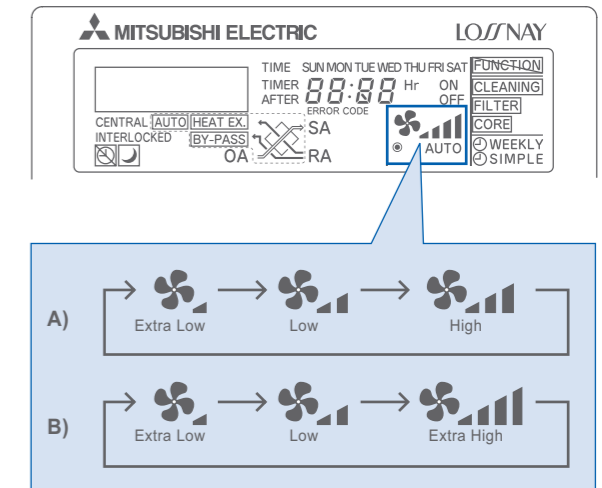 MITSUBISHI ELECTRIC LOSSNAY
TIME SUN MON TUE WED THU FRI SAT FUNCTION
TIMER 88:88 Hr ON CLEANING
AFTER OFF FILTER
ERROR CODE
CENTRAL AUTO HEAT EX. SA CORE
INTERLOCKED BY-PASS AUTO WEEKLY
OA RA SIMPLE
A)
Extra Low Low High
B)
Extra Low Low Extra High